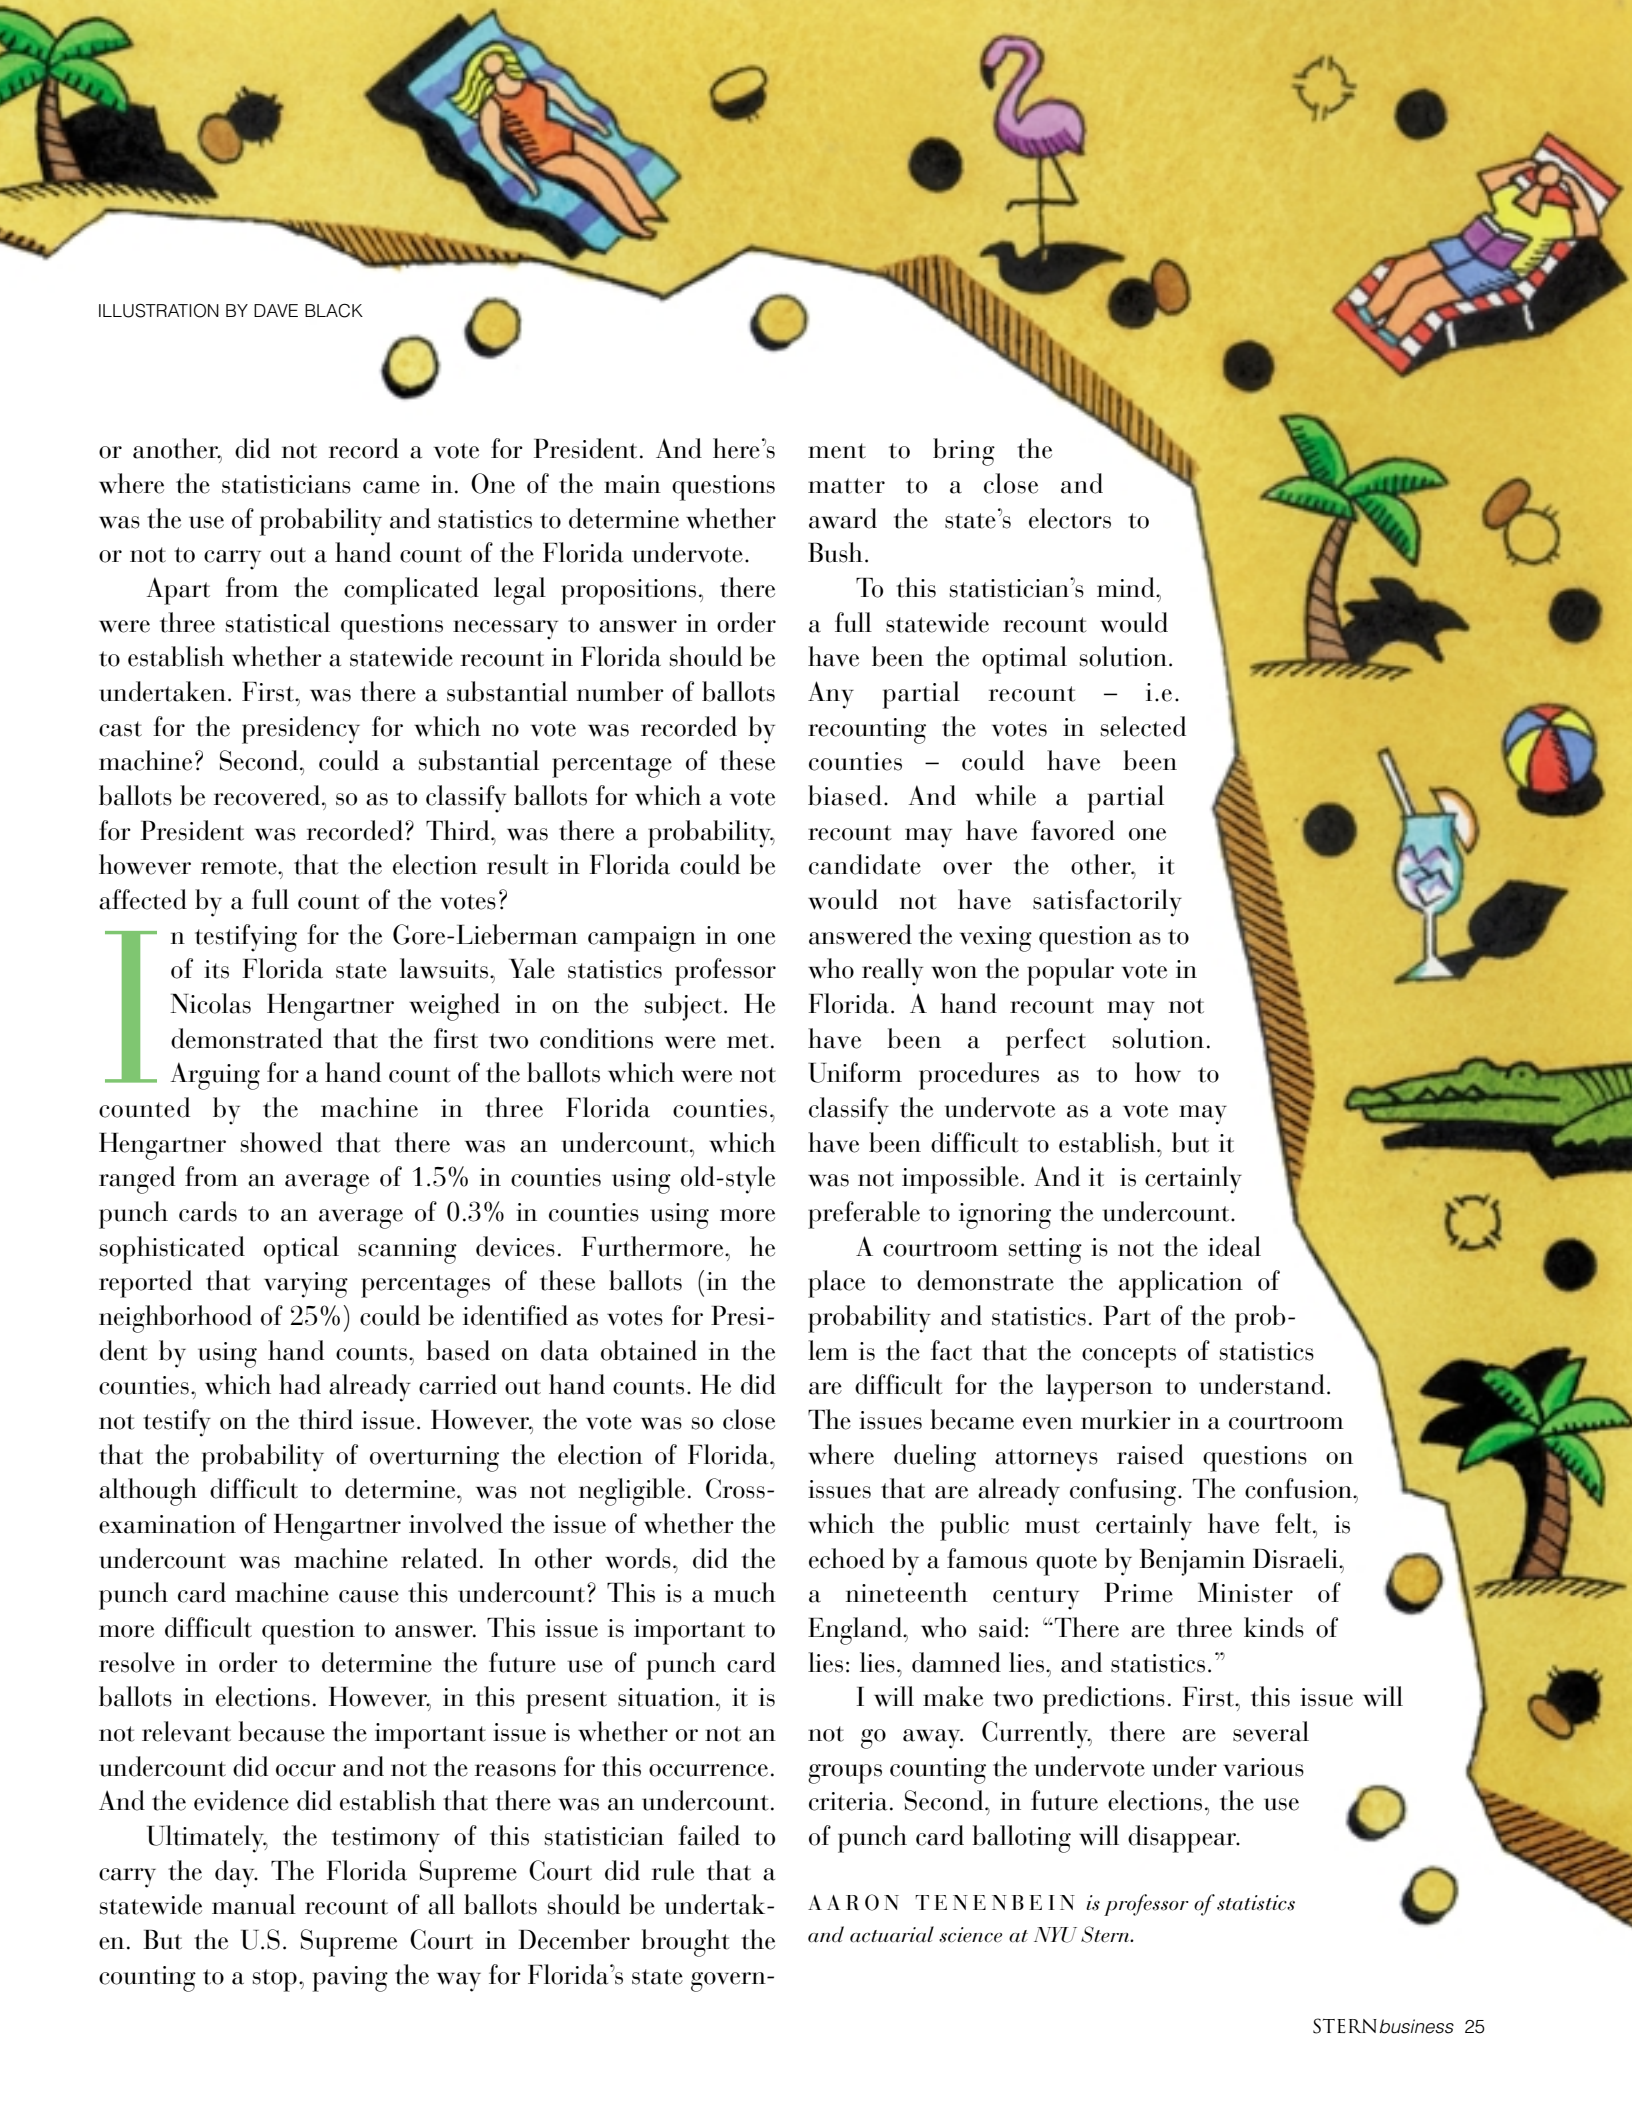 ILLUSTRATION BY DAVE BLACK
or another, did not record a vote for President. And here's
where the statisticians came in. One of the main questions
was the use of probability and statistics to determine whether
or not to carry out a hand count of the Florida undervote.
Apart from the complicated legal propositions, there
were three statistical questions necessary to answer in order
to establish whether a statewide recount in Florida should be
undertaken. First, was there a substantial number of ballots
cast for the presidency for which no vote was recorded by
machine? Second, could a substantial percentage of these
ballots be recovered, so as to classify ballots for which a vote
for President was recorded? Third, was there a probability,
however remote, that the election result in Florida could be
affected by a full count of the votes?
In testifying for the Gore-Lieberman campaign in one
of its Florida state lawsuits, Yale statistics professor
Nicolas Hengartner weighed in on the subject. He
demonstrated that the first two conditions were met.
Arguing for a hand count of the ballots which were not
counted by the machine in three Florida counties,
Hengartner showed that there was an undercount, which
ranged from an average of 1.5% in counties using old-style
punch cards to an average of 0.3% in counties using more
sophisticated optical scanning devices. Furthermore, he
reported that varying percentages of these ballots (in the
neighborhood of 25%) could be identified as votes for Presi-
dent by using hand counts, based on data obtained in the
counties, which had already carried out hand counts. He did
not testify on the third issue. However, the vote was so close
that the probability of overturning the election of Florida,
although difficult to determine, was not negligible. Cross-
examination of Hengartner involved the issue of whether the
undercount was machine related. In other words, did the
punch card machine cause this undercount? This is a much
more difficult question to answer. This issue is important to
resolve in order to determine the future use of punch card
ballots in elections. However, in this present situation, it is
not relevant because the important issue is whether or not an
undercount did occur and not the reasons for this occurrence.
And the evidence did establish that there was an undercount.
Ultimately, the testimony of this statistician failed to
carry the day. The Florida Supreme Court did rule that a
statewide manual recount of all ballots should be undertak-
en. But the U.S. Supreme Court in December brought the
counting to a stop, paving the way for Florida's state govern-
ment to bring the
matter to a close and
award the state's electors to
Bush.
To this statistician's mind,
a full statewide recount would
have been the optimal solution.
Any partial recount – i.e.
recounting the votes in selected
counties – could have been
biased. And while a partial
recount may have favored one
candidate over the other, it
would not have satisfactorily
answered the vexing question as to
who really won the popular vote in
Florida. A hand recount may not
have been a perfect solution.
Uniform procedures as to how to
classify the undervote as a vote may
have been difficult to establish, but it
was not impossible. And it is certainly
preferable to ignoring the undercount.
A courtroom setting is not the ideal
place to demonstrate the application of
probability and statistics. Part of the prob-
lem is the fact that the concepts of statistics
are difficult for the layperson to understand.
The issues became even murkier in a courtroom
where dueling attorneys raised questions on
issues that are already confusing. The confusion,
which the public must certainly have felt, is
echoed by a famous quote by Benjamin Disraeli,
a nineteenth century Prime Minister of
England, who said: “There are three kinds of
lies: lies, damned lies, and statistics.”
I will make two predictions. First, this issue will
not go away. Currently, there are several
groups counting the undervote under various
criteria. Second, in future elections, the use
of punch card balloting will disappear.
AARON TENENBEIN is professor of statistics
and actuarial science at NYU Stern.
STERNbusiness 25